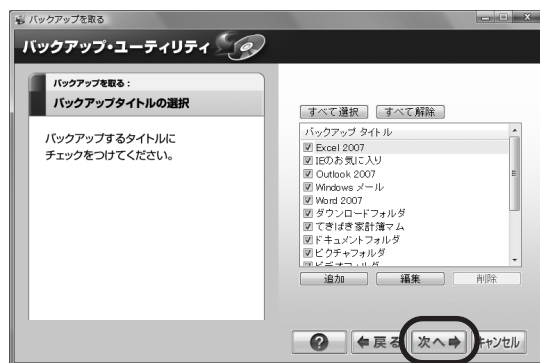 バックアップを取る
バックアップ・ユーティリティ
バックアップを取る：
バックアップタイトルの選択
バックアップするタイトルに
チェックをつけてください。
すべて選択 すべて解除
バックアップ タイトル
Excel 2007
IEのお気に入り
Outlook 2007
Windows メール
Word 2007
ダウンロードフォルダ
てきぱき家計簿マム
ドキュメントフォルダ
ピクチャフォルダ
追加 編集 削除
戻る 次へ キャンセル